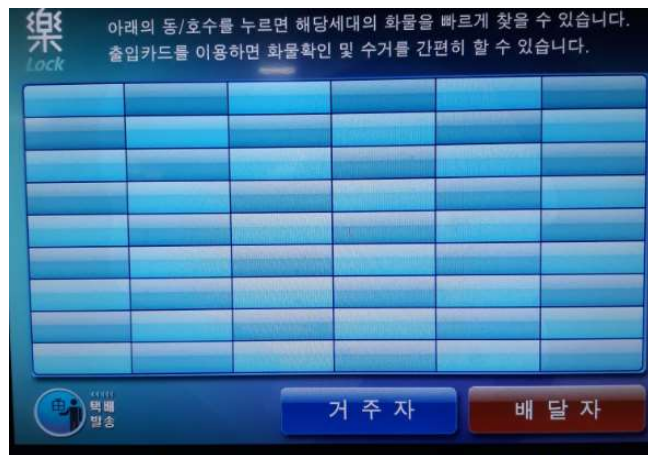 樂
Lock
아래의 동/호수를 누르면 해당세대의 화물을 빠르게 찾을 수 있습니다.
출입카드를 이용하면 화물확인 및 수거를 간편히 할 수 있습니다.
택배
발송
거 주 자
배 달 자